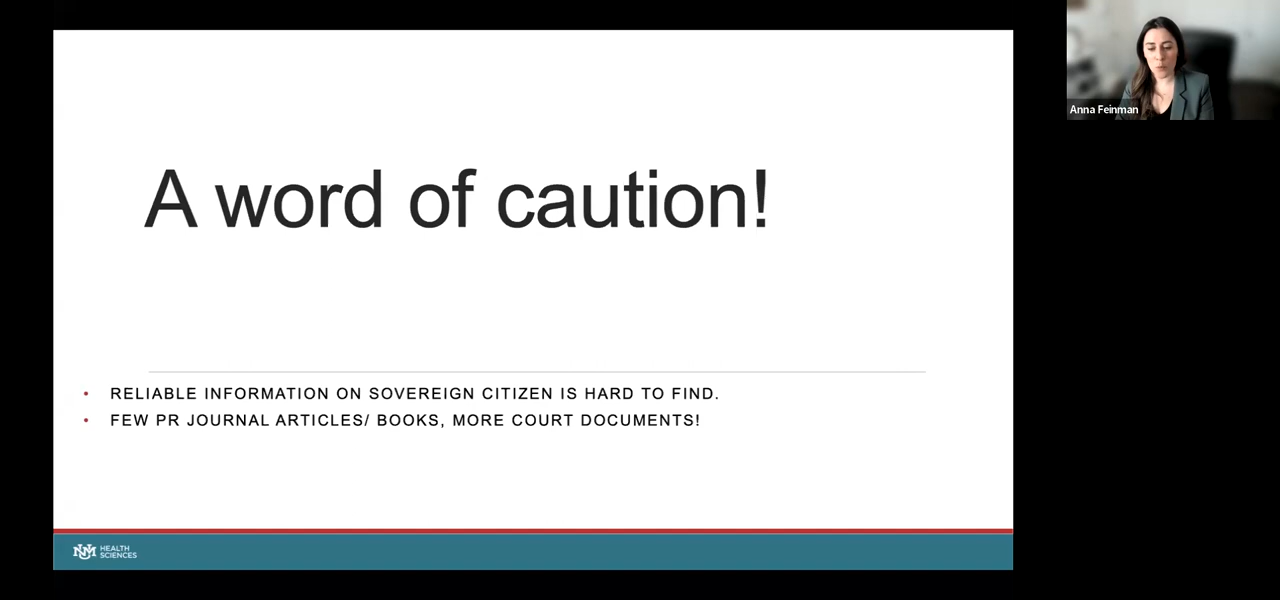 Anna Feinman
A word of caution!
• RELIABLE INFORMATION ON SOVEREIGN CITIZEN IS HARD TO FIND.
• FEW PR JOURNAL ARTICLES/ BOOKS, MORE COURT DOCUMENTS!
UNM HEALTH
SCIENCES